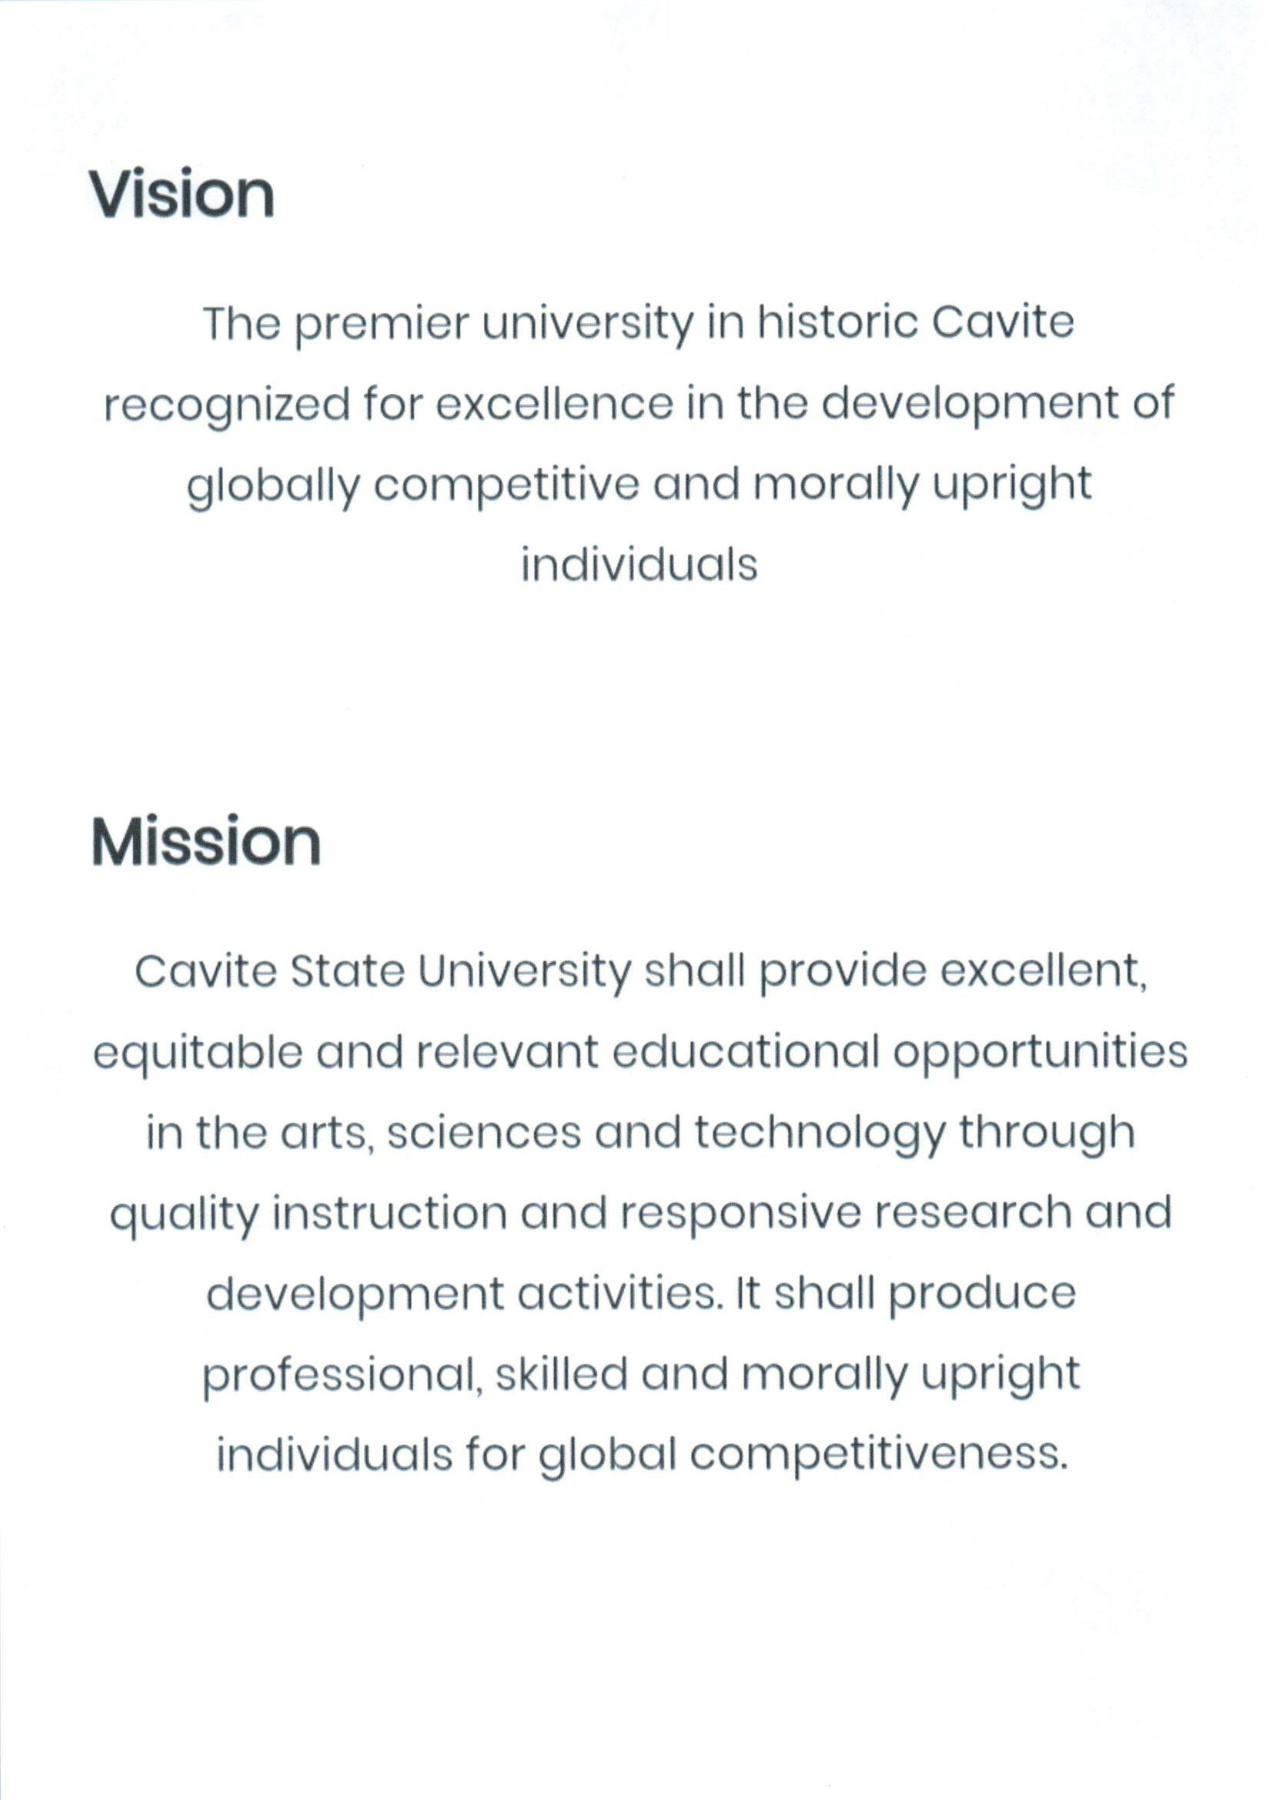 Vision
The premier university in historic Cavite
recognized for excellence in the development of
globally competitive and morally upright
individuals
Mission
Cavite State University shall provide excellent,
equitable and relevant educational opportunities
in the arts, sciences and technology through
quality instruction and responsive research and
development activities. It shall produce
professional, skilled and morally upright
individuals for global competitiveness.